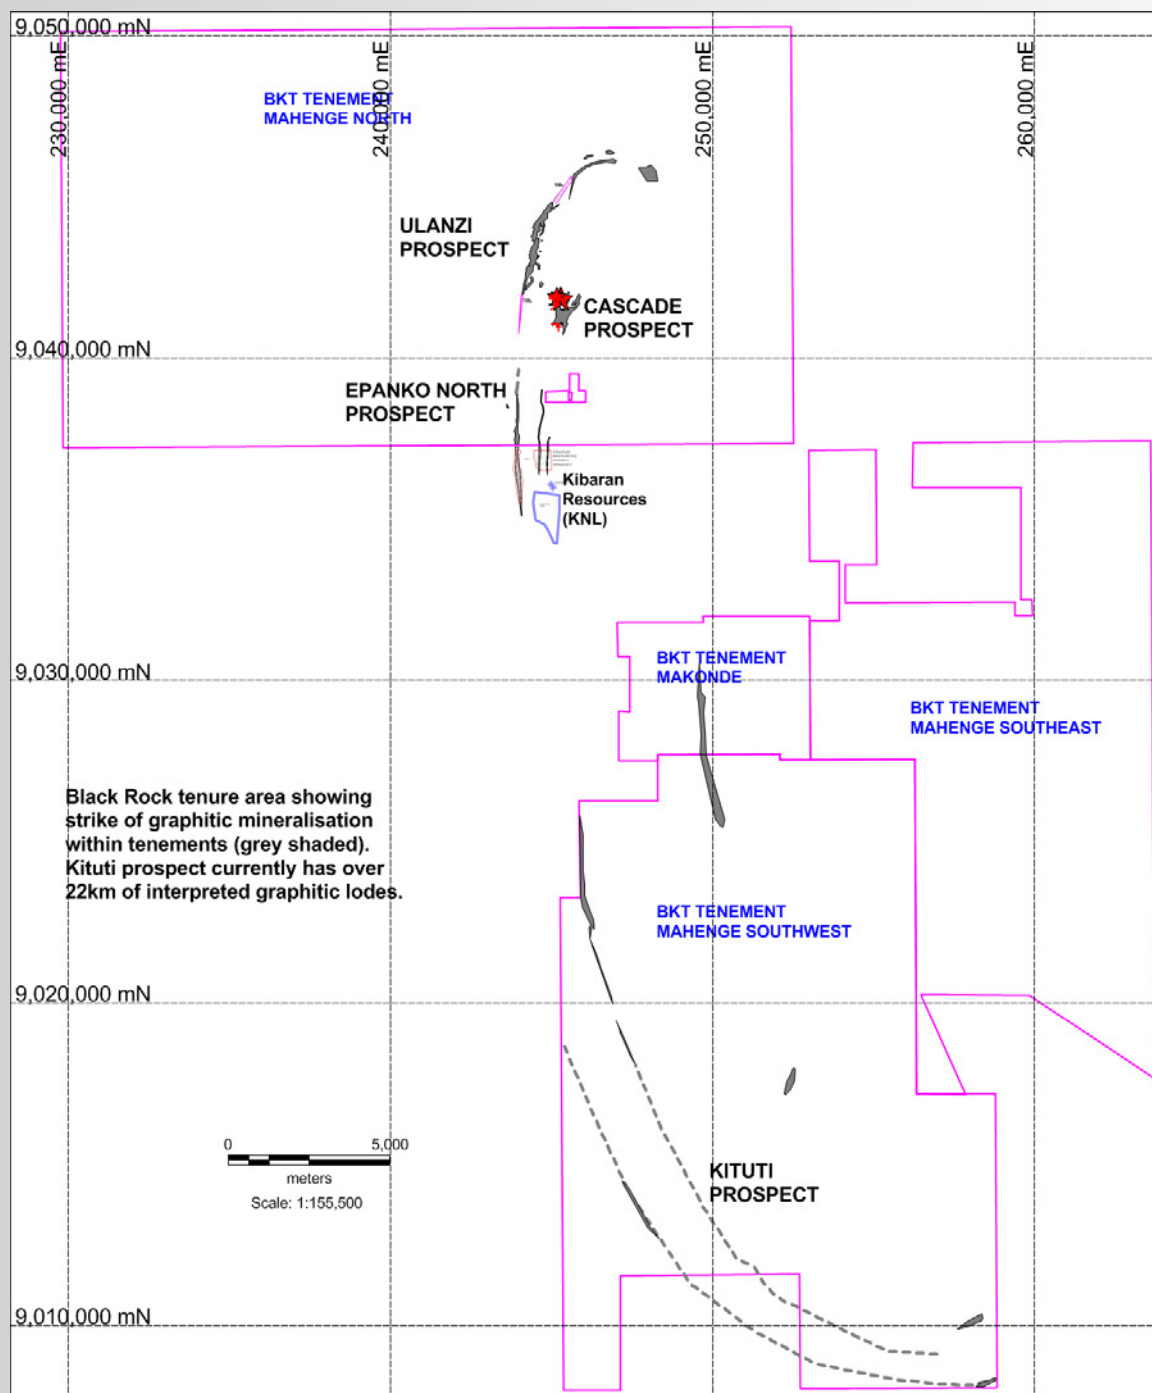 9,050,000 mN
230,000 mE
240,000 mE
250,000 mE
260,000 mE
BKT TENEMENT
MAHENGE NORTH
ULANZI
PROSPECT
CASCADE
PROSPECT
9,040,000 mN
EPANKO NORTH
PROSPECT
Kibaran
Resources
(KNL)
BKT TENEMENT
MAKONDE
9,030,000 mN
BKT TENEMENT
MAHENGE SOUTHEAST
Black Rock tenure area showing
strike of graphitic mineralisation
within tenements (grey shaded).
Kituti prospect currently has over
22km of interpreted graphitic lodes.
BKT TENEMENT
MAHENGE SOUTHWEST
9,020,000 mN
0 5,000
meters
Scale: 1:155,500
KITUTI
PROSPECT
9,010,000 mN